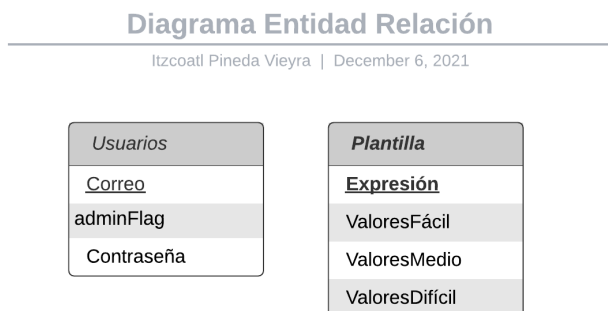 Diagrama Entidad Relación
Itzcoatl Pineda Vieyra | December 6, 2021
Usuarios
Correo
adminFlag
Contraseña
Plantilla
Expresión
ValoresFácil
ValoresMedio
ValoresDifícil